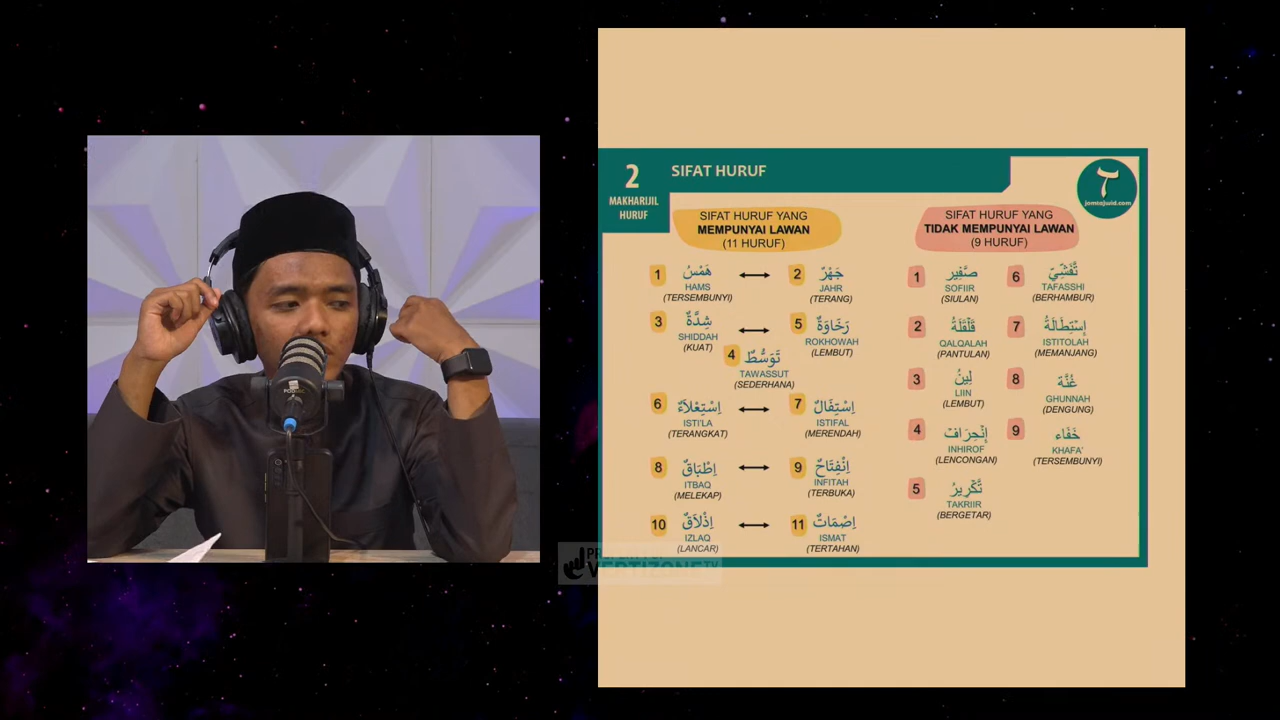 2
MAKHARIJIL
HURUF
SIFAT HURUF
jomtajwid.com
SIFAT HURUF YANG
MEMPUNYAI LAWAN
(11 HURUF)
1 هَمْسُ
HAMS
(TERSEMBUNYI)
2 جَهْرٌ
JAHR
(TERANG)
3 شِدَّةٌ
SHIDDAH
(KUAT)
5 رَخَاوَةٌ
ROKHOWAH
(LEMBUT)
4 تَوَسُّطٌ
TAWASSUT
(SEDERHANA)
6 اِسْتِعْلَاءٌ
ISTI'LA
(TERANGKAT)
7 اِسْتِفَالٌ
ISTIFAL
(MERENDAH)
8 اِطْبَاقٌ
ITBAQ
(MELEKAP)
9 اِنْفِتَاحٌ
INFITAH
(TERBUKA)
10 اِذْلَاقٌ
IZLAQ
(LANCAR)
11 اِصْمَاتٌ
ISMAT
(TERTAHAN)
SIFAT HURUF YANG
TIDAK MEMPUNYAI LAWAN
(9 HURUF)
1 صَفِير
SOFIIR
(SIULAN)
6 تَّفَشِّيّ
TAFASSHI
(BERHAMBUR)
2 قَلْقَلَةُ
QALQALAH
(PANTULAN)
7 إِسْتِطَالَةُ
ISTITOLAH
(MEMANJANG)
3 لِينُ
LIIN
(LEMBUT)
8 غُنَّة
GHUNNAH
(DENGUNG)
4 إِنْحِرَاف
INHIROF
(LENCONGAN)
9 خَفَاء
KHAFA'
(TERSEMBUNYI)
5 تَّكْرِيرُ
TAKRIIR
(BERGETAR)
PROPERTY OF
VERTIZONE TV